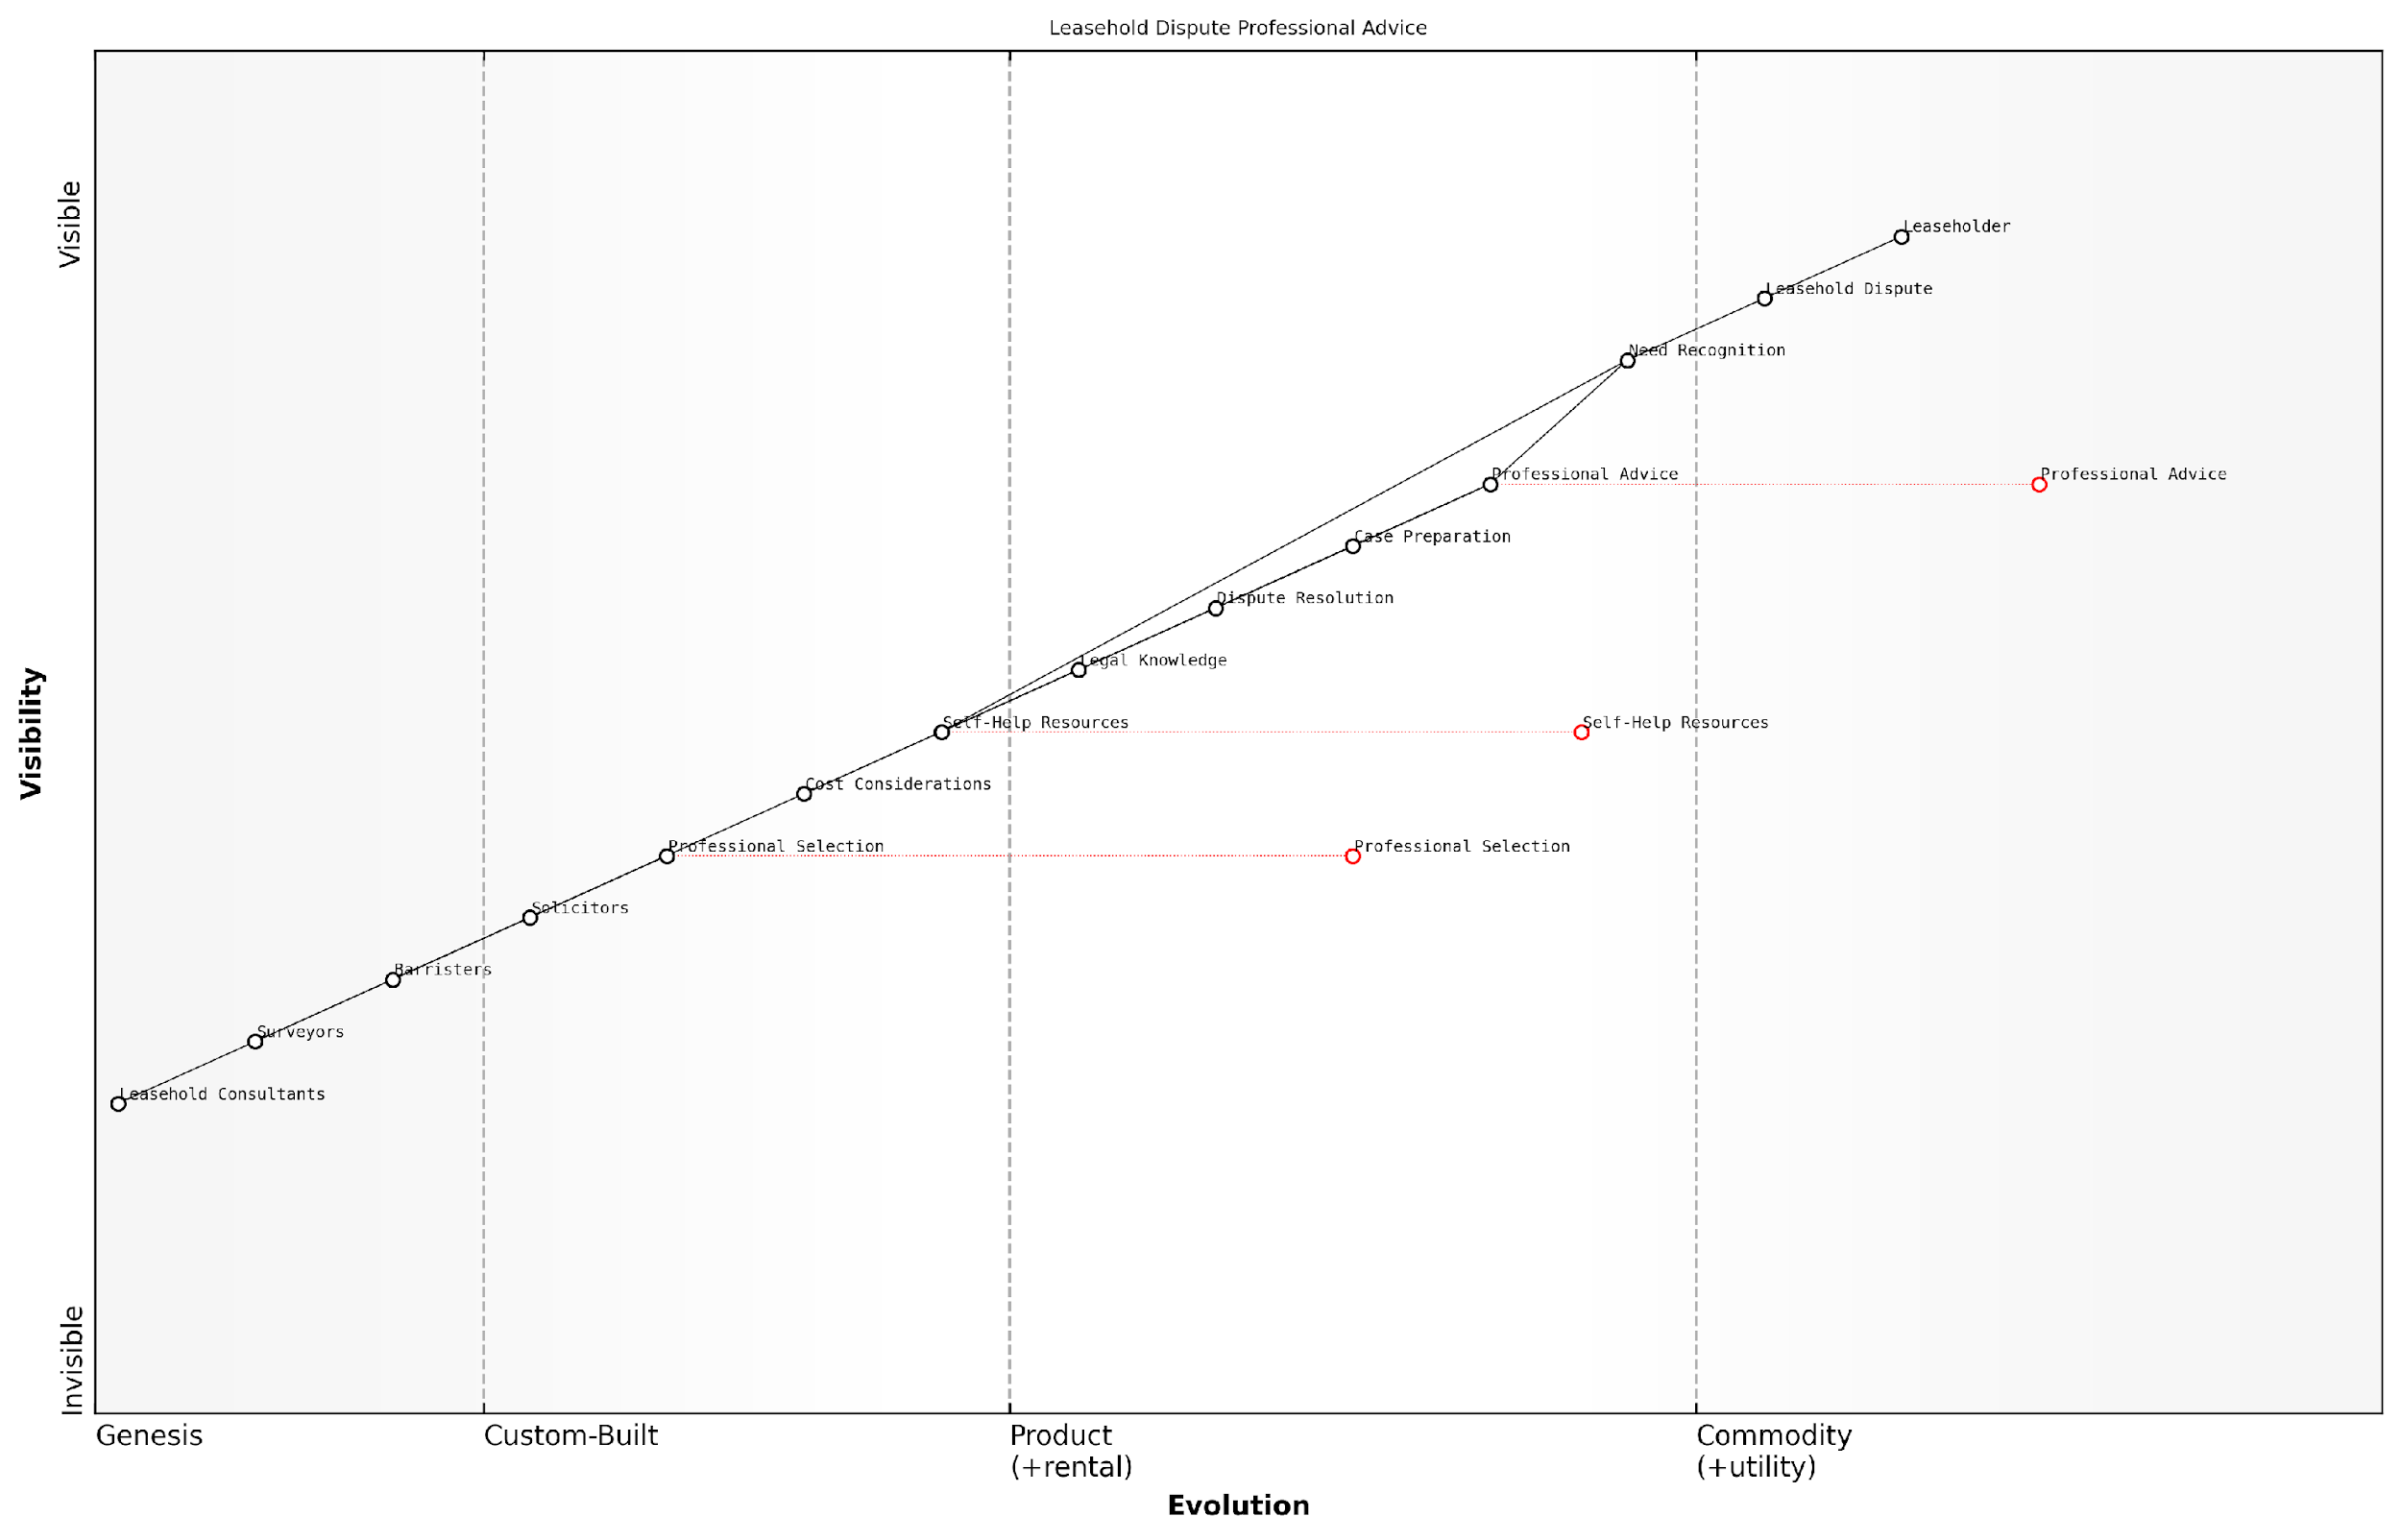 Leasehold Dispute Professional Advice
Visible
Leaseholder
Leasehold Dispute
Need Recognition
Professional Advice
Professional Advice
Case Preparation
Dispute Resolution
Legal Knowledge
Visibility
Self-Help Resources
Self-Help Resources
Cost Considerations
Professional Selection
Professional Selection
Solicitors
Barristers
Surveyors
Leasehold Consultants
Invisible
Genesis
Custom-Built
Product
(+rental)
Commodity
(+utility)
Evolution